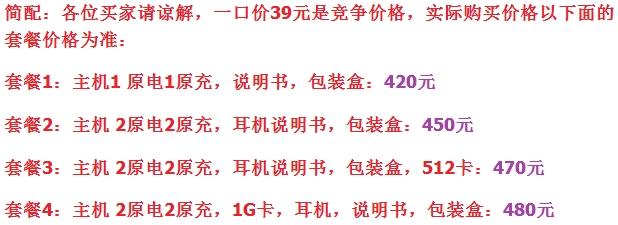 简配：各位买家请谅解，一口价39元是竞争价格，实际购买价格以下面的
套餐价格为准：
套餐1：主机1 原电1原充，说明书，包装盒：420元
套餐2：主机 2原电2原充，耳机说明书，包装盒：450元
套餐3：主机 2原电2原充，耳机说明书，包装盒，512卡：470元
套餐4：主机 2原电2原充，1G卡，耳机，说明书，包装盒：480元